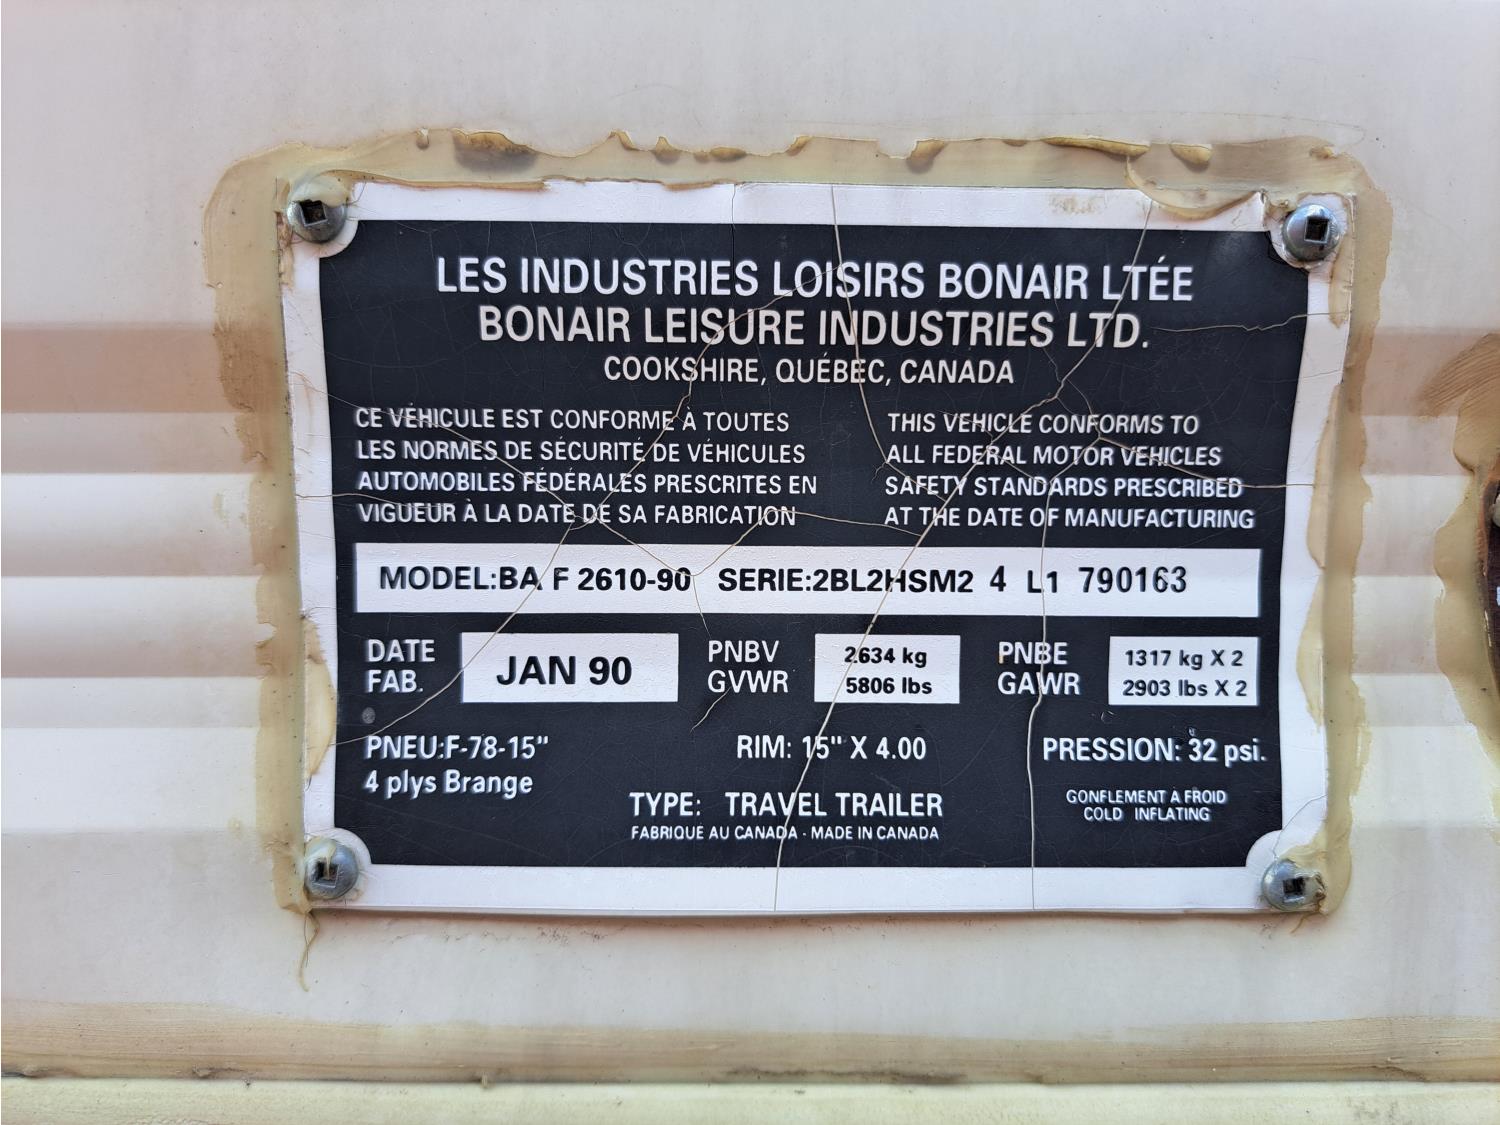 LES INDUSTRIES LOISIRS BONAIR LTÉE
BONAIR LEISURE INDUSTRIES LTD.
COOKSHIRE, QUÉBEC, CANADA
CE VÉHICULE EST CONFORME À TOUTES
LES NORMES DE SÉCURITÉ DE VÉHICULES
AUTOMOBILES FÉDÉRALES PRESCRITES EN
VIGUEUR À LA DATE DE SA FABRICATION
THIS VEHICLE CONFORMS TO
ALL FEDERAL MOTOR VEHICLES
SAFETY STANDARDS PRESCRIBED
AT THE DATE OF MANUFACTURING
MODEL:BA F 2610-90 SERIE:2BL2HSM2 4 L1 790163
DATE
FAB.
JAN 90
PNBV
GVWR
2634 kg
5806 lbs
PNBE
GAWR
1317 kg X 2
2903 lbs X 2
PNEU:F-78-15"
4 plys Brange
RIM: 15" X 4.00
PRESSION: 32 psi.
GONFLEMENT À FROID
COLD INFLATING
TYPE: TRAVEL TRAILER
FABRIQUÉ AU CANADA - MADE IN CANADA